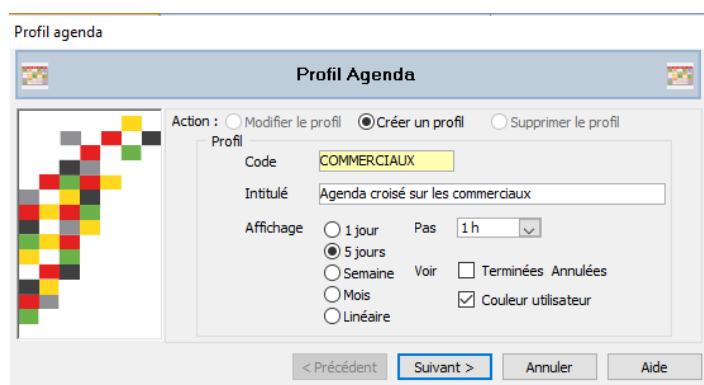 Profil agenda
Profil Agenda
Action : Modifier le profil Créer un profil Supprimer le profil
Profil
Code COMMERCIAUX
Intitulé Agenda croisé sur les commerciaux
Affichage 1 jour Pas 1 h
5 jours
Semaine Voir Terminées Annulées
Mois Couleur utilisateur
Linéaire
< Précédent Suivant > Annuler Aide